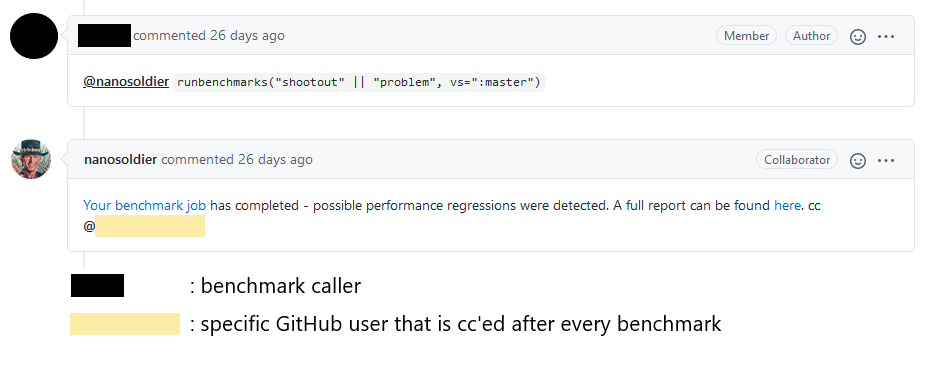 commented 26 days ago Member Author
@nanosoldier runbenchmarks("shootout" || "problem", vs=":master")
nanosoldier commented 26 days ago Collaborator
Your benchmark job has completed - possible performance regressions were detected. A full report can be found here. cc
@
: benchmark caller
: specific GitHub user that is cc'ed after every benchmark